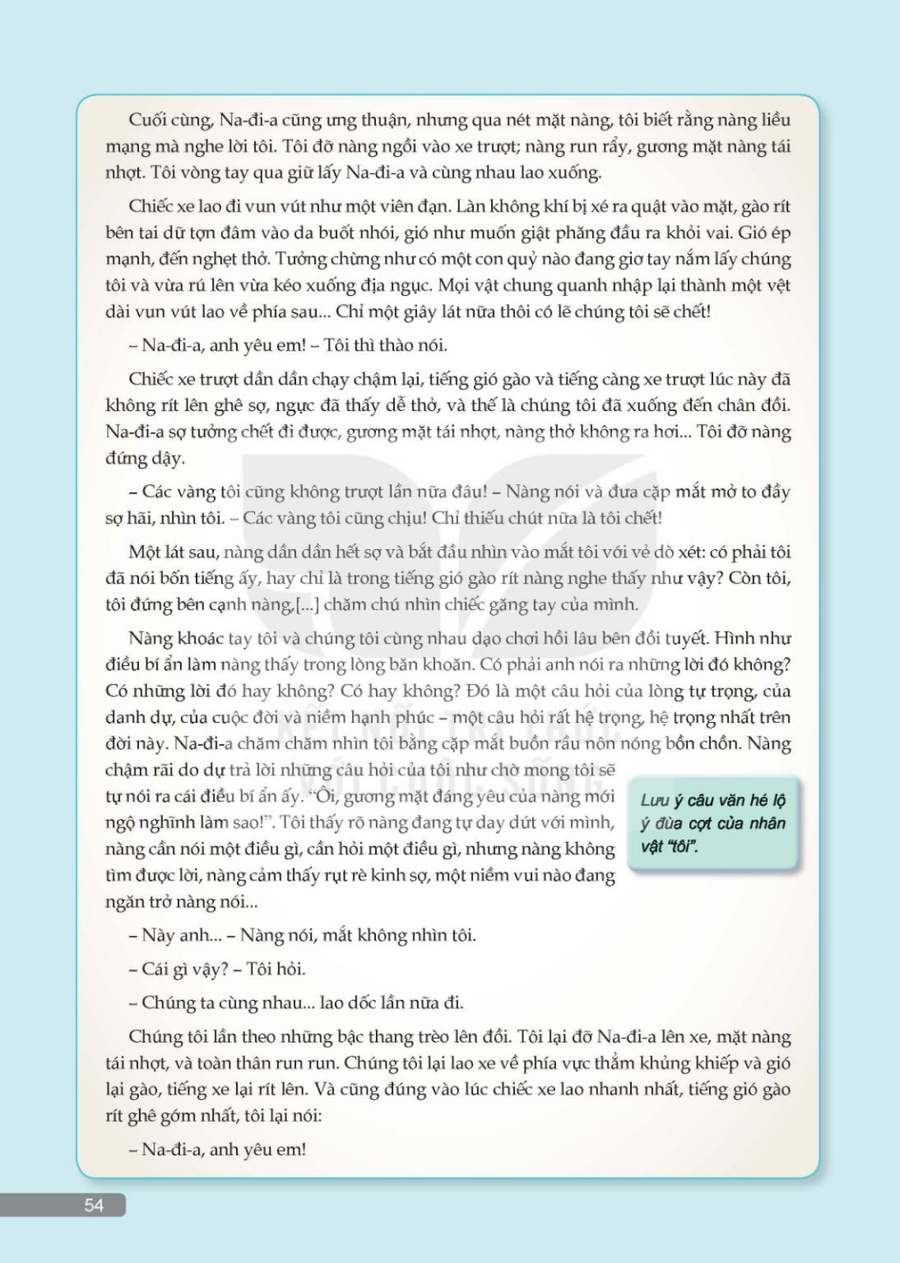 Cuối cùng, Na-đi-a cũng ưng thuận, nhưng qua nét mặt nàng, tôi biết rằng nàng liều
mạng mà nghe lời tôi. Tôi đỡ nàng ngồi vào xe trượt; nàng run rẩy, gương mặt nàng tái
nhợt. Tôi vòng tay qua giữ lấy Na-đi-a và cùng nhau lao xuống.
Chiếc xe lao đi vun vút như một viên đạn. Làn không khí bị xé ra quật vào mặt, gào rít
bên tai dữ tợn đâm vào da buốt nhói, gió như muốn giật phăng đầu ra khỏi vai. Gió ép
mạnh, đến nghẹt thở. Tưởng chừng như có một con quỷ nào đang giơ tay nắm lấy chúng
tôi và vừa rú lên vừa kéo xuống địa ngục. Mọi vật chung quanh nhập lại thành một vệt
dài vun vút lao về phía sau... Chỉ một giây lát nữa thôi có lẽ chúng tôi sẽ chết!
– Na-đi-a, anh yêu em! – Tôi thì thào nói.
Chiếc xe trượt dần dần chạy chậm lại, tiếng gió gào và tiếng càng xe trượt lúc này đã
không rít lên ghê sợ, ngực đã thấy dễ thở, và thế là chúng tôi đã xuống đến chân đồi.
Na-đi-a sợ tưởng chết đi được, gương mặt tái nhợt, nàng thở không ra hơi... Tôi đỡ nàng
đứng dậy.
– Các vàng tôi cũng không trượt lần nữa đâu! – Nàng nói và đưa cặp mắt mở to đầy
sợ hãi, nhìn tôi. – Các vàng tôi cũng chịu! Chỉ thiếu chút nữa là tôi chết!
Một lát sau, nàng dần dần hết sợ và bắt đầu nhìn vào mắt tôi với vẻ dò xét: có phải tôi
đã nói bốn tiếng ấy, hay chỉ là trong tiếng gió gào rít nàng nghe thấy như vậy? Còn tôi,
tôi đứng bên cạnh nàng,[...] chăm chú nhìn chiếc găng tay của mình.
Nàng khoác tay tôi và chúng tôi cùng nhau dạo chơi hồi lâu bên đồi tuyết. Hình như
điều bí ẩn làm nàng thấy trong lòng băn khoăn. Có phải anh nói ra những lời đó không?
Có những lời đó hay không? Có hay không? Đó là một câu hỏi của lòng tự trọng, của
danh dự, của cuộc đời và niềm hạnh phúc – một câu hỏi rất hệ trọng, hệ trọng nhất trên
đời này. Na-đi-a chăm chăm nhìn tôi bằng cặp mắt buồn rầu nôn nóng bồn chồn. Nàng
chậm rãi do dự trả lời những câu hỏi của tôi như chờ mong tôi sẽ
tự nói ra cái điều bí ẩn ấy. “Ôi, gương mặt đáng yêu của nàng mới
ngộ nghĩnh làm sao!”. Tôi thấy rõ nàng đang tự day dứt với mình,
nàng cần nói một điều gì, cần hỏi một điều gì, nhưng nàng không
tìm được lời, nàng cảm thấy rụt rè kinh sợ, một niềm vui nào đang
ngăn trở nàng nói...
Lưu ý câu văn hé lộ
ý đùa cợt của nhân
vật “tôi”.
– Này anh... – Nàng nói, mắt không nhìn tôi.
– Cái gì vậy? – Tôi hỏi.
– Chúng ta cùng nhau... lao dốc lần nữa đi.
Chúng tôi lần theo những bậc thang trèo lên đồi. Tôi lại đỡ Na-đi-a lên xe, mặt nàng
tái nhợt, và toàn thân run run. Chúng tôi lại lao xe về phía vực thẳm khủng khiếp và gió
lại gào, tiếng xe lại rít lên. Và cũng đúng vào lúc chiếc xe lao nhanh nhất, tiếng gió gào
rít ghê gớm nhất, tôi lại nói:
– Na-đi-a, anh yêu em!
KẾT NỐI TRI THỨC
VỚI CUỘC SỐNG
54